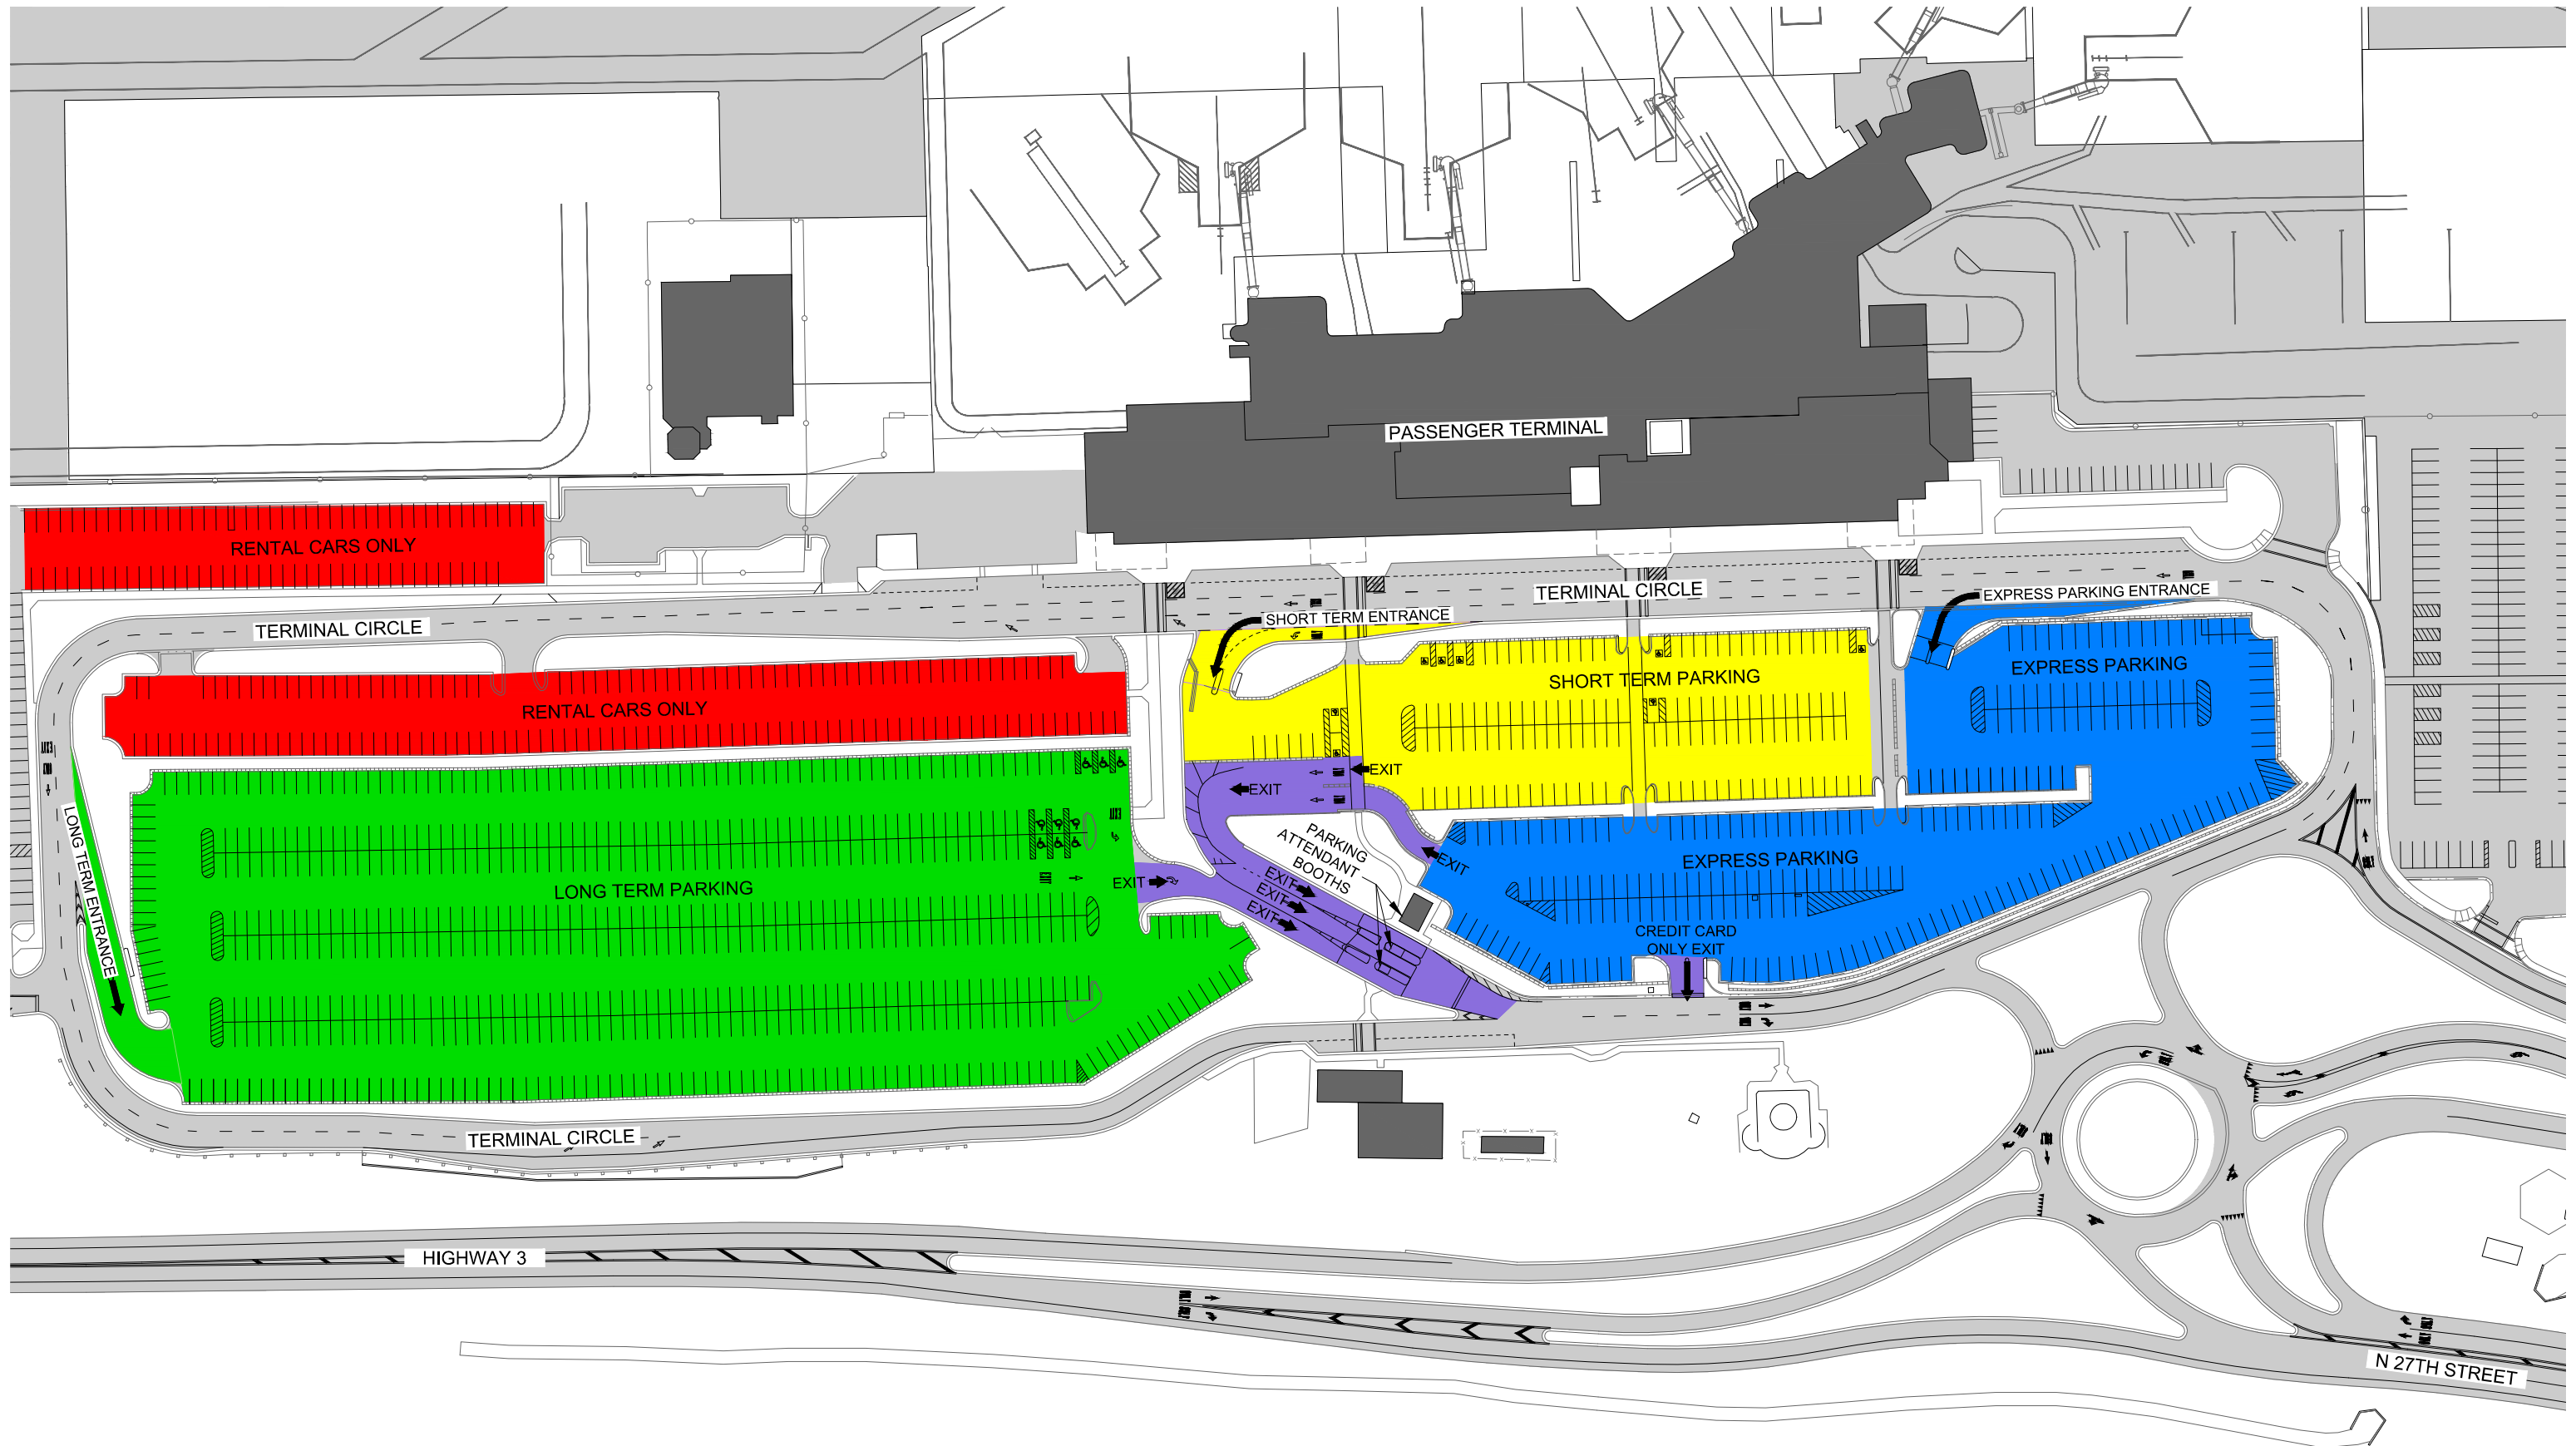 PASSENGER TERMINAL
RENTAL CARS ONLY
TERMINAL CIRCLE
EXPRESS PARKING ENTRANCE
SHORT TERM ENTRANCE
TERMINAL CIRCLE
EXPRESS PARKING
SHORT TERM PARKING
RENTAL CARS ONLY
EXIT
EXIT
LONG TERM ENTRANCE
PARKING
ATTENDANT
BOOTHS
EXIT
EXPRESS PARKING
LONG TERM PARKING
EXIT
EXIT
EXIT
EXIT
CREDIT CARD
ONLY EXIT
TERMINAL CIRCLE
HIGHWAY 3
N 27TH STREET